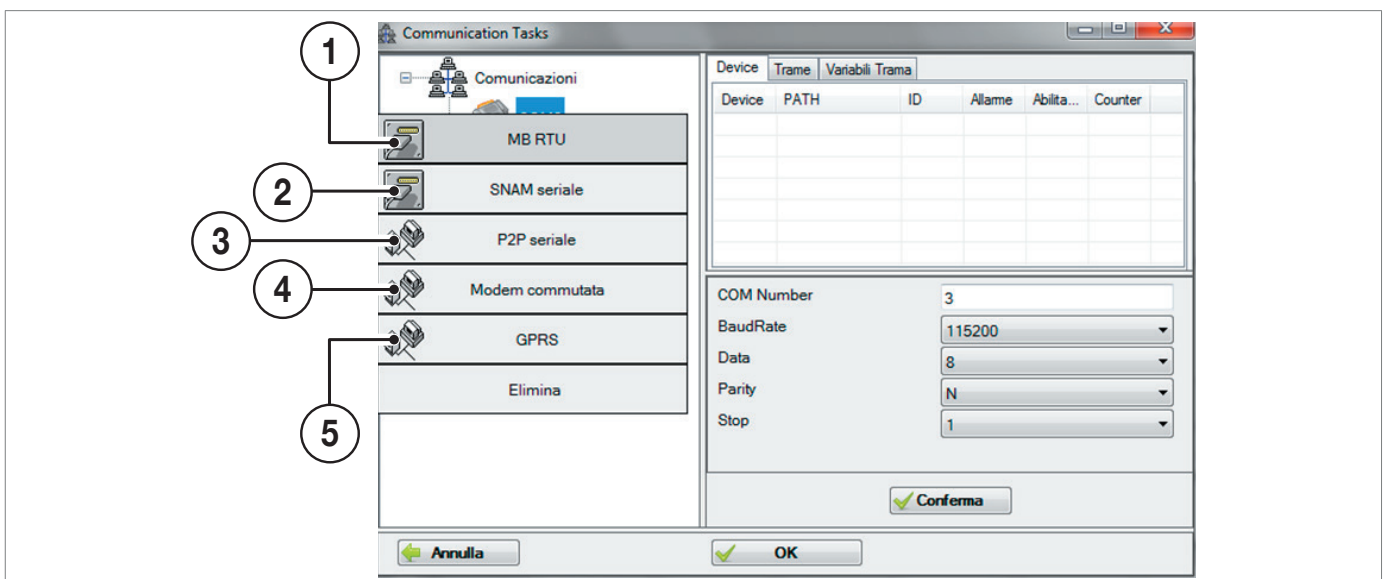 Communication Tasks
1
Comunicazioni
Device Trame Variabili Trama
Device PATH ID Allarme Abilita... Counter
MB RTU
2
SNAM seriale
3
P2P seriale
4
Modem commutata
GPRS
Elimina
5
COM Number 3
BaudRate 115200
Data 8
Parity N
Stop 1
Conferma
Annulla
OK